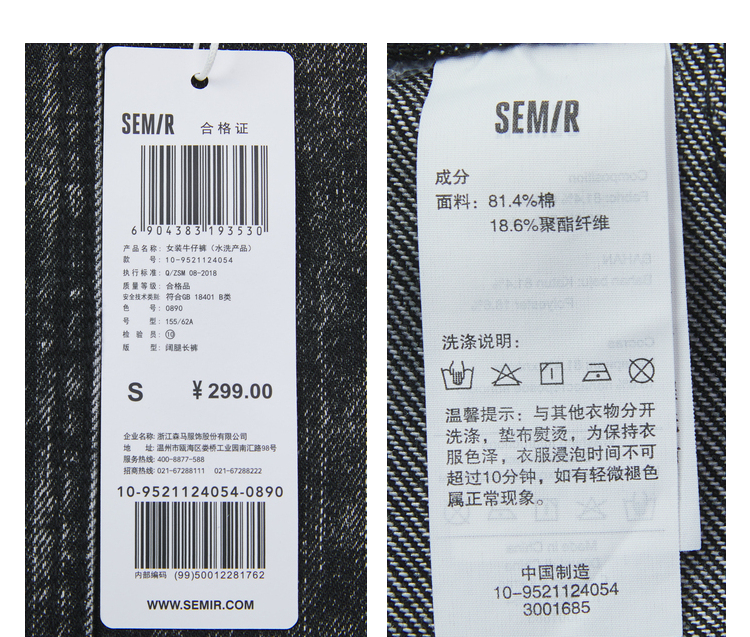 SEMIR 合格证
6 904383 193530
产品名称: 女装牛仔裤（水洗产品）
款 号: 10-9521124054
执行标准: Q/ZSM 08-2018
质量等级: 合格品
安全技术类别: 符合GB 18401 B类
色 号: 0890
号 型: 155/62A
检 验 员: ⑩
版 型: 阔腿长裤
S ¥299.00
企业名称: 浙江森马服饰股份有限公司
地 址: 温州市瓯海区娄桥工业园南汇路98号
服务热线: 400-8877-588
招商热线: 021-67288111 021-67288222
10-9521124054-0890
内部编码 (99)50012281762
WWW.SEMIR.COM
SEMIR
成分
面料: 81.4%棉
18.6%聚酯纤维
洗涤说明:
温馨提示: 与其他衣物分开
洗涤, 垫布熨烫, 为保持衣
服色泽, 衣服浸泡时间不可
超过10分钟, 如有轻微褪色
属正常现象。
中国制造
10-9521124054
3001685